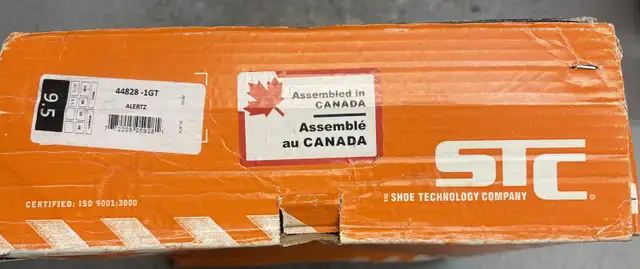 9.5
44828 -1GT
ALERTZ
Assembled in
CANADA
Assemblé
au CANADA
STC
THE SHOE TECHNOLOGY COMPANY
CERTIFIED: ISO 9001:2000